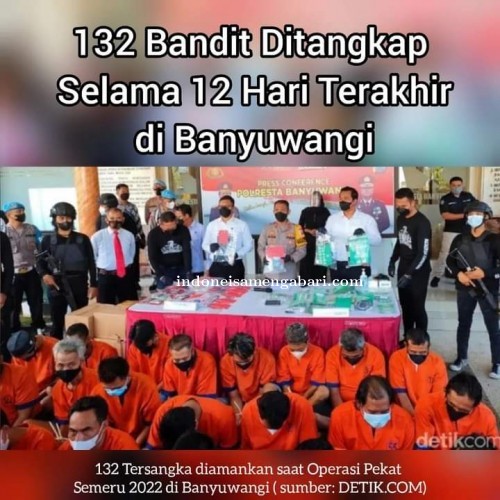 132 Bandit Ditangkap
Selama 12 Hari Terakhir
di Banyuwangi
PRESS CONFERENCE
POLRESTA BANYUWANGI
indoneisamengabari.com
detikcom
132 Tersangka diamankan saat Operasi Pekat
Semeru 2022 di Banyuwangi ( sumber: DETIK.COM)